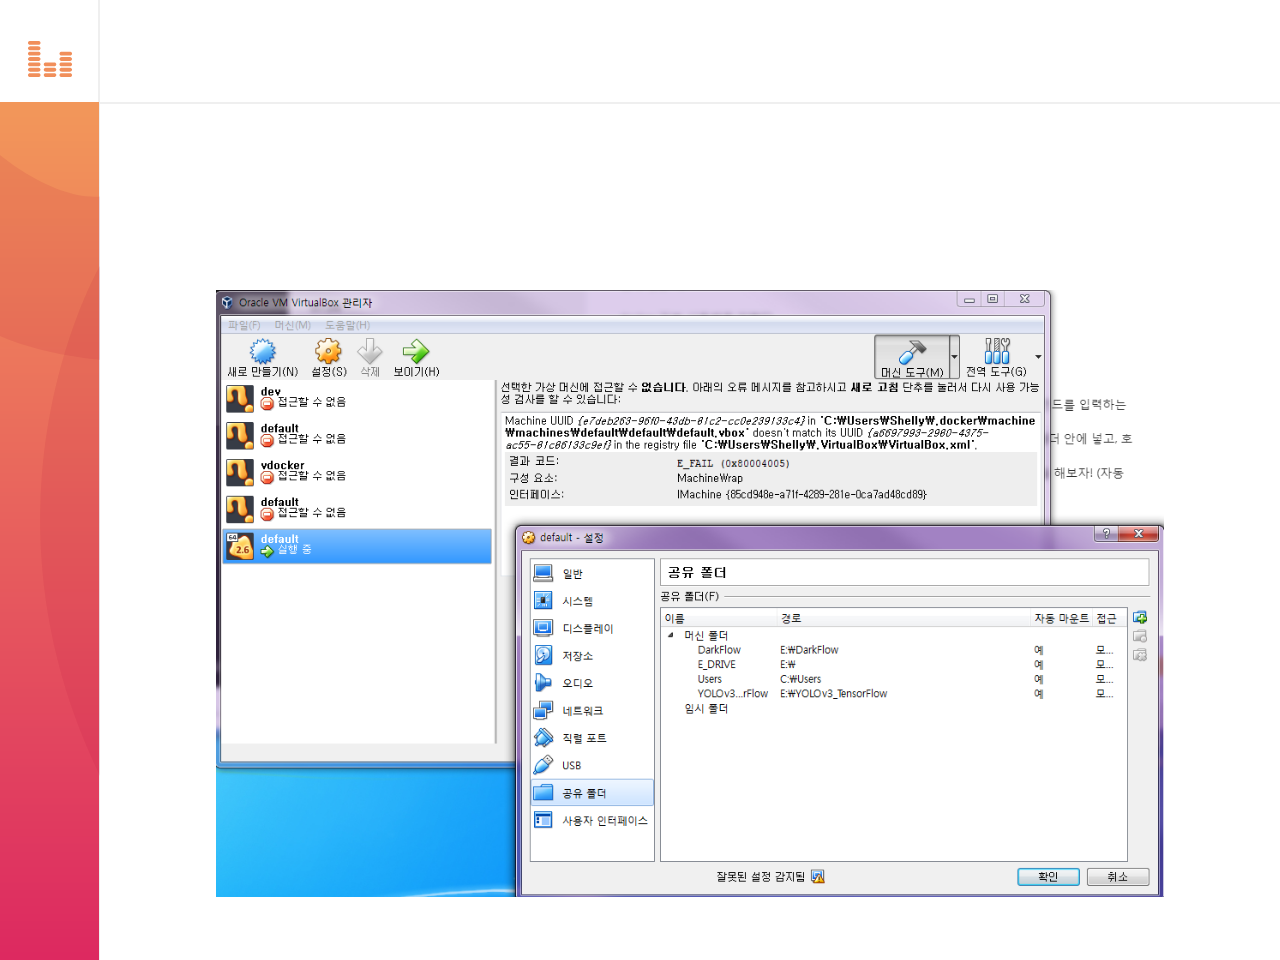 Oracle VM VirtualBox 관리자
파일(F) 머신(M) 도움말(H)
새로 만들기(N) 설정(S) 삭제 보이기(H) 머신 도구(M) 전역 도구(G)
dev
접근할 수 없음
default
접근할 수 없음
vdocker
접근할 수 없음
default
접근할 수 없음
64
2.6
default
실행 중
선택한 가상 머신에 접근할 수 없습니다. 아래의 오류 메시지를 참고하시고 새로 고침 단추를 눌러서 다시 사용 가능
성 검사를 할 수 있습니다:
Machine UUID {e7deb263-96f0-43db-61c2-cc0e239133c4} in 'C:₩Users₩Shelly₩.docker₩machine
₩machines₩default₩default₩default.vbox' doesn't match its UUID {a6697993-2960-4375-
ac55-61c66133c9ef} in the registry file 'C:₩Users₩Shelly₩.VirtualBox₩VirtualBox.xml'.
결과 코드: E_FAIL (0x80004005)
구성 요소: MachineWrap
인터페이스: IMachine {85cd948e-a71f-4289-281e-0ca7ad48cd89}
드를 입력하는
더 안에 넣고, 호
해보자! (자동
default - 설정
일반
시스템
디스플레이
저장소
오디오
네트워크
직렬 포트
USB
공유 폴더
사용자 인터페이스
공유 폴더
공유 폴더(F)
이름 경로 자동 마운트 접근
머신 폴더
DarkFlow E:₩DarkFlow 예 모...
E_DRIVE E:₩ 예 모...
Users C:₩Users 예 모...
YOLOv3...rFlow E:₩YOLOv3_TensorFlow 예 모...
임시 폴더
잘못된 설정 감지됨
확인 취소